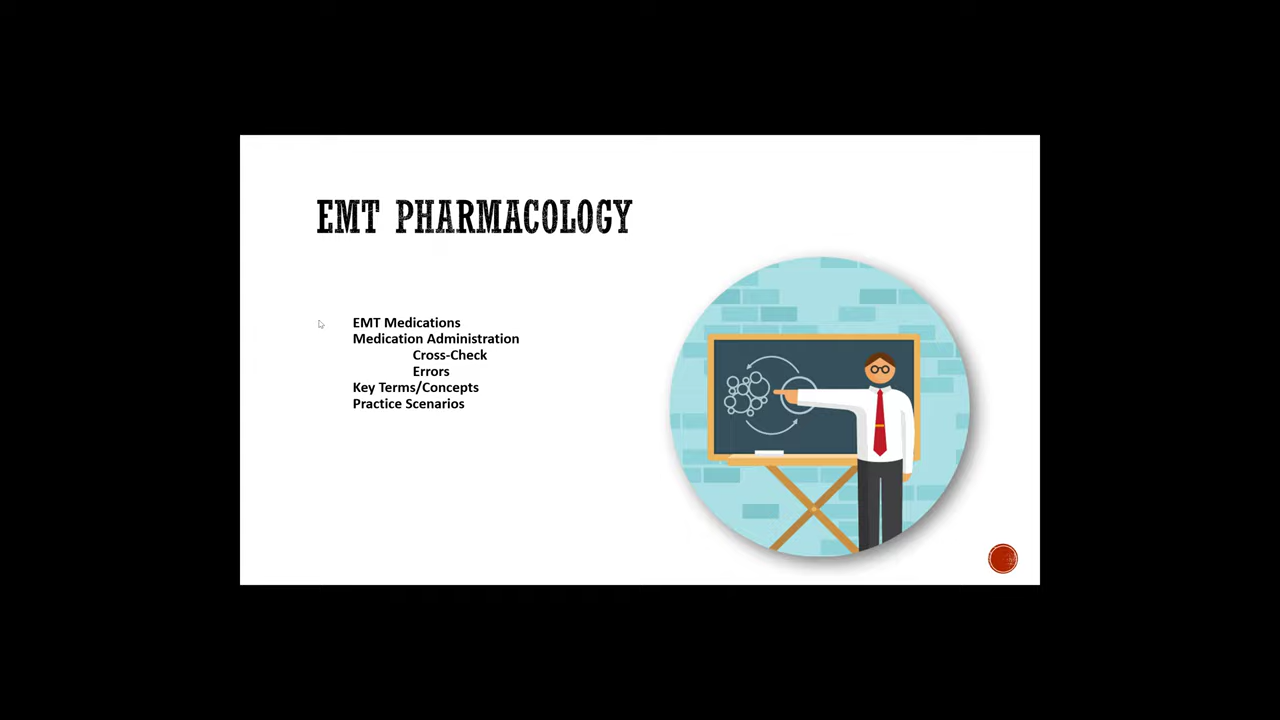 EMT PHARMACOLOGY
EMT Medications
Medication Administration
Cross-Check
Errors
Key Terms/Concepts
Practice Scenarios